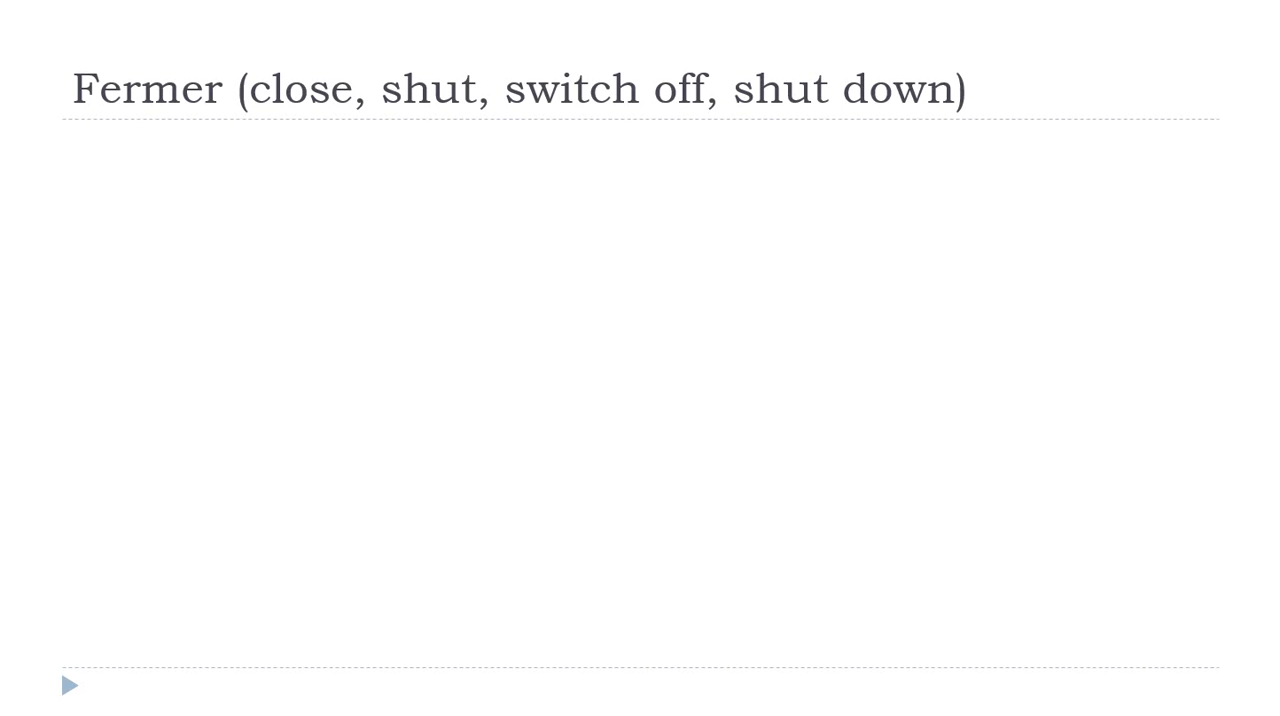 Fermer (close, shut, switch off, shut down)